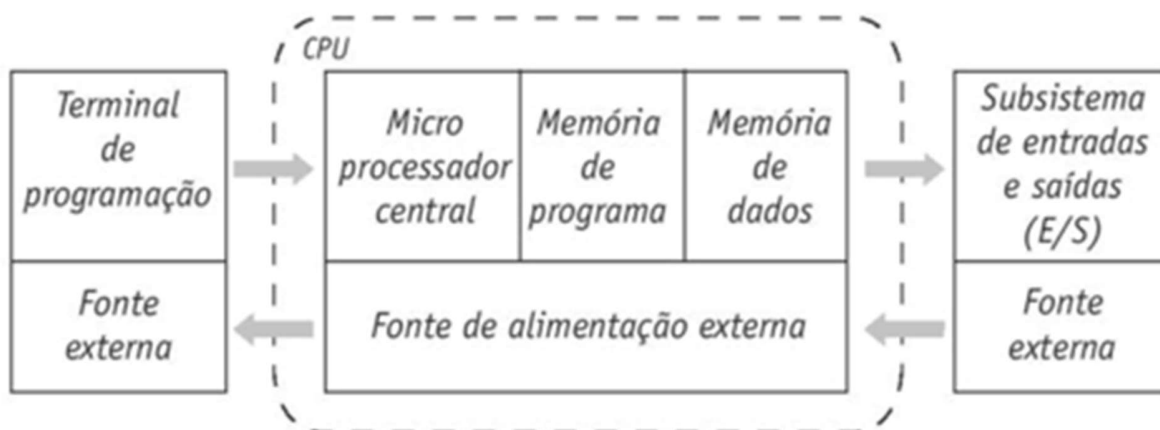 CPU
Terminal
de
programação
Micro
processador
central
Memória
de
programa
Memória
de
dados
Subsistema
de entradas
e saídas
(E/S)
Fonte
externa
Fonte de alimentação externa
Fonte
externa